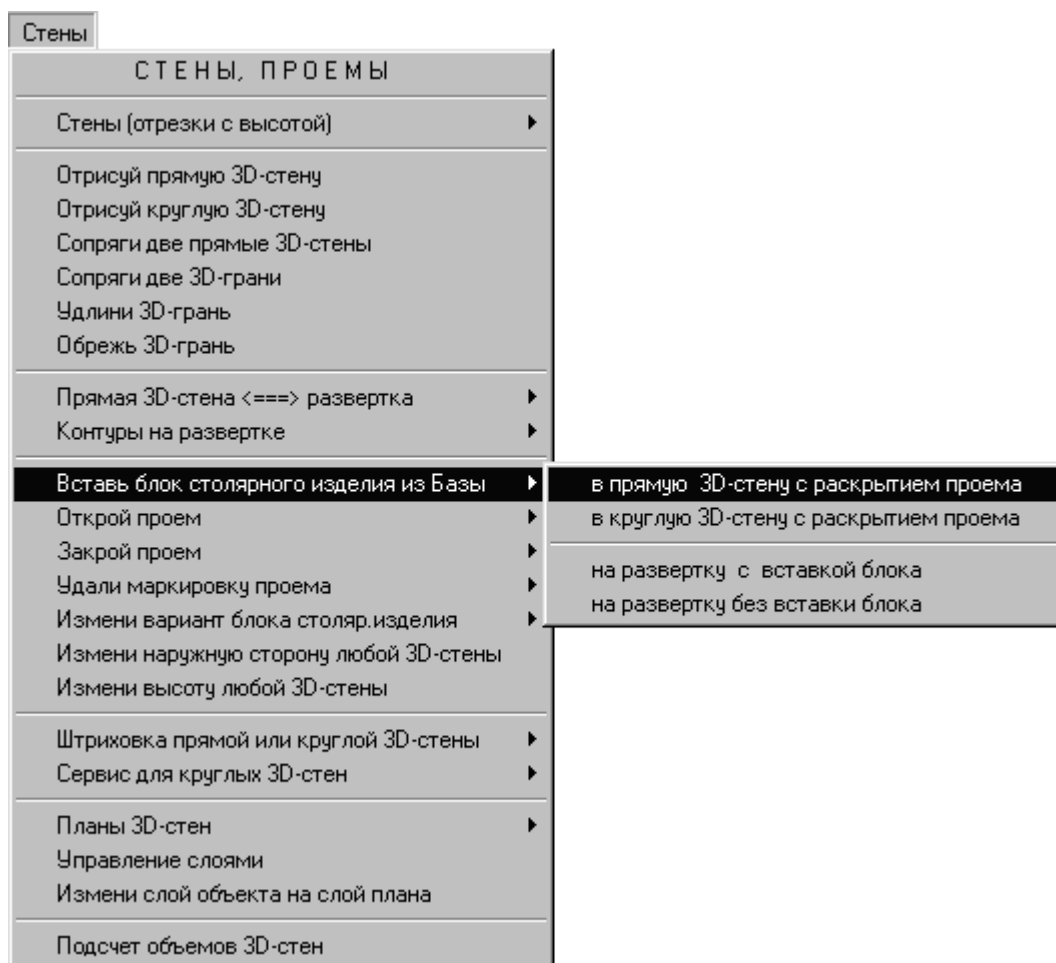 Стены
СТЕНЫ, ПРОЕМЫ
Стены (отрезки с высотой)
Отрисуй прямую 3D-стену
Отрисуй круглую 3D-стену
Сопряги две прямые 3D-стены
Сопряги две 3D-грани
Удлини 3D-грань
Обрежь 3D-грань
Прямая 3D-стена <===> развертка
Контуры на развертке
Вставь блок столярного изделия из Базы
в прямую 3D-стену с раскрытием проема
в круглую 3D-стену с раскрытием проема
на развертку с вставкой блока
на развертку без вставки блока
Открой проем
Закрой проем
Удали маркировку проема
Измени вариант блока столяр.изделия
Измени наружную сторону любой 3D-стены
Измени высоту любой 3D-стены
Штриховка прямой или круглой 3D-стены
Сервис для круглых 3D-стен
Планы 3D-стен
Управление слоями
Измени слой объекта на слой плана
Подсчет объемов 3D-стен